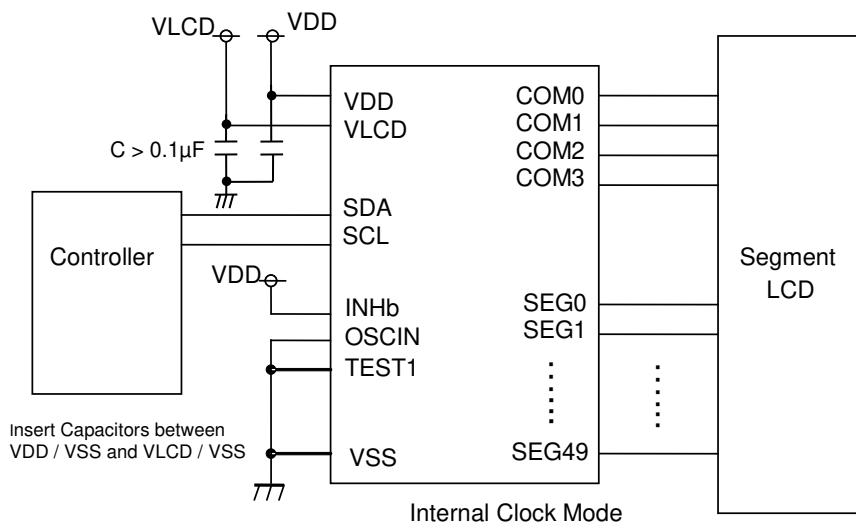 VLCD
VDD
VDD
VLCD
C > 0.1µF
SDA
SCL
Controller
VDD
INHb
OSCIN
TEST1
VSS
Insert Capacitors between
VDD / VSS and VLCD / VSS
COM0
COM1
COM2
COM3
SEG0
SEG1
SEG49
Segment
LCD
Internal Clock Mode